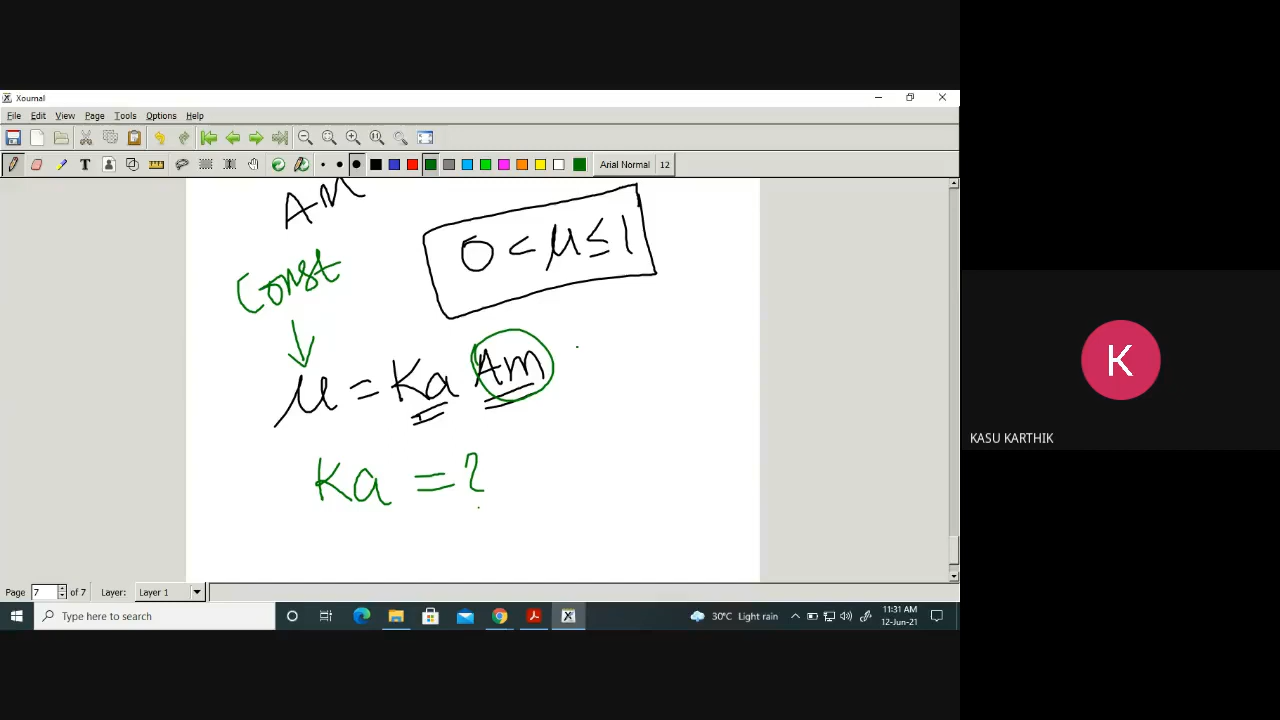 Xournal
File Edit View Page Tools Options Help
Arial Normal 12
AM
0 < μ ≤ 1
Const
↓
μ = Ka Am
Ka = ?
K
KASU KARTHIK
Page 7 of 7 Layer: Layer 1
Type here to search
30°C Light rain
11:31 AM
12-Jun-21